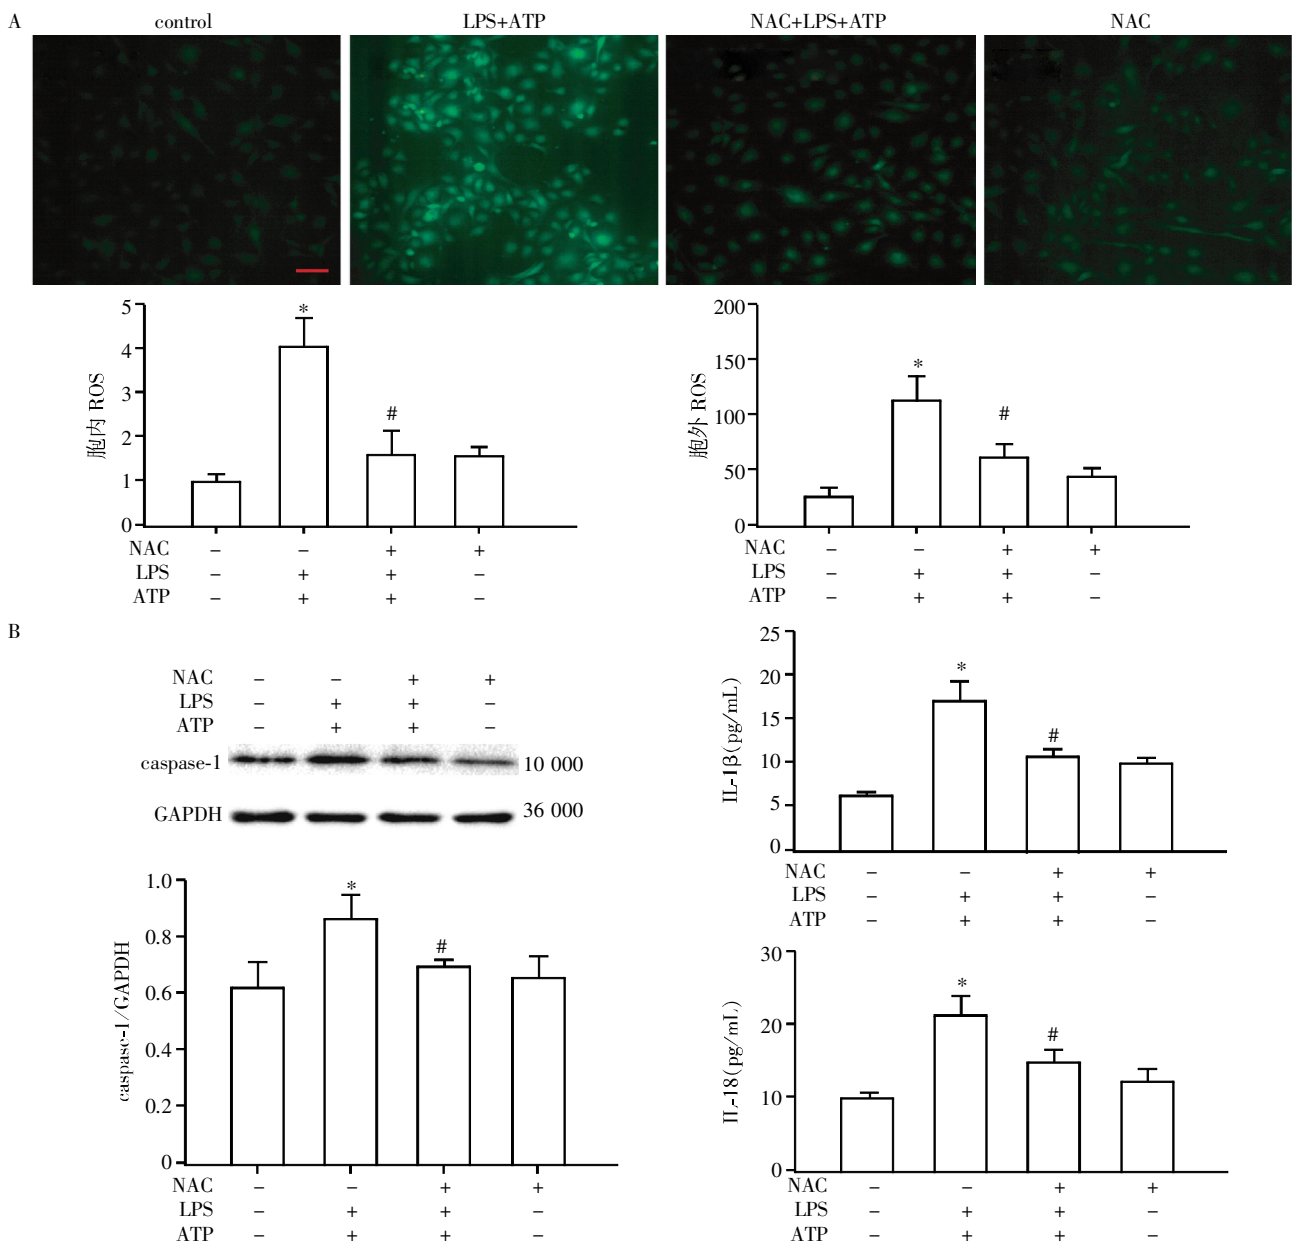 A
control LPS+ATP NAC+LPS+ATP NAC
5
4
3
2
1
0
胞内 ROS
*
#
NAC − − + +
LPS − + + −
ATP − + + −
200
150
100
50
0
胞外 ROS
*
#
NAC − − + +
LPS − + + −
ATP − + + −
B
NAC − − + +
LPS − + + −
ATP − + + −
caspase-1 10 000
GAPDH 36 000
1.0
0.8
0.6
0.4
0.2
0
caspase-1/GAPDH
*
#
NAC − − + +
LPS − + + −
ATP − + + −
25
20
15
10
5
0
IL-1β(pg/mL)
*
#
NAC − − + +
LPS − + + −
ATP − + + −
30
20
10
0
IL-18(pg/mL)
*
#
NAC − − + +
LPS − + + −
ATP − + + −